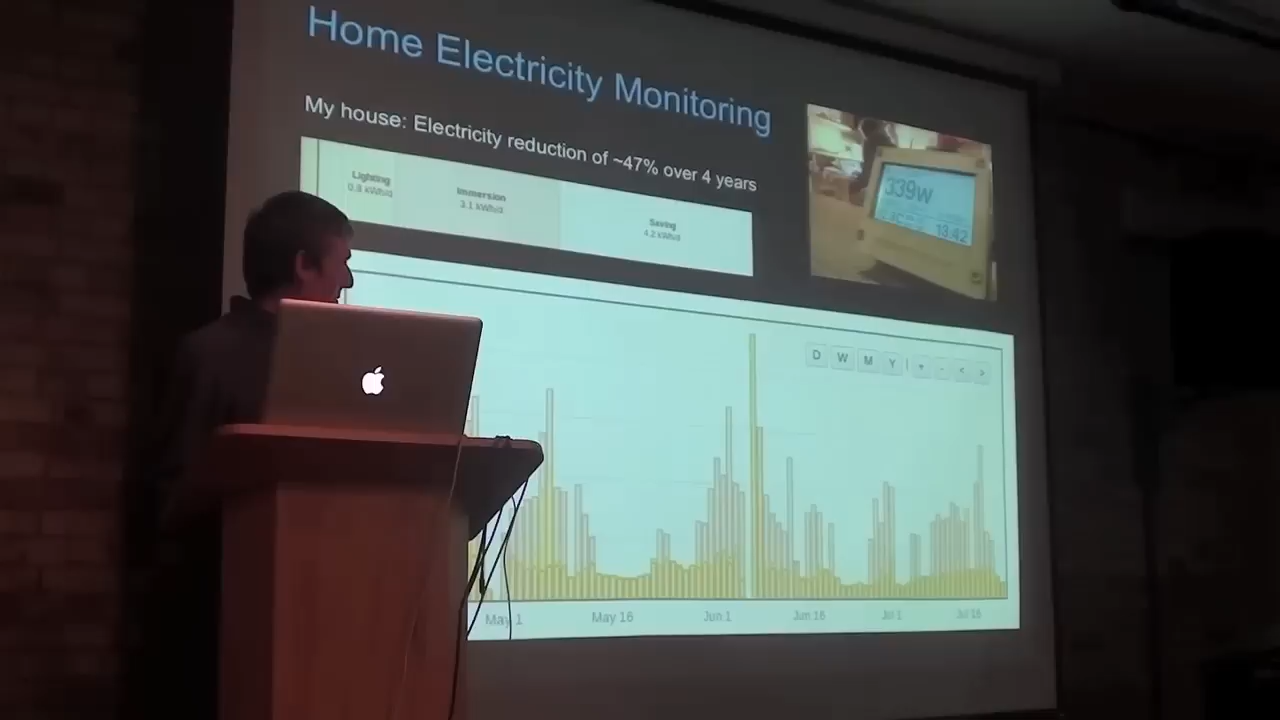 Home Electricity Monitoring
My house: Electricity reduction of ~47% over 4 years
Lighting
0.8 kWh/d
Immersion
3.1 kWh/d
Saving
4.2 kWh/d
339w
13:42
D W M Y | + - < >
May 1 May 16 Jun 1 Jun 16 Jul 1 Jul 16